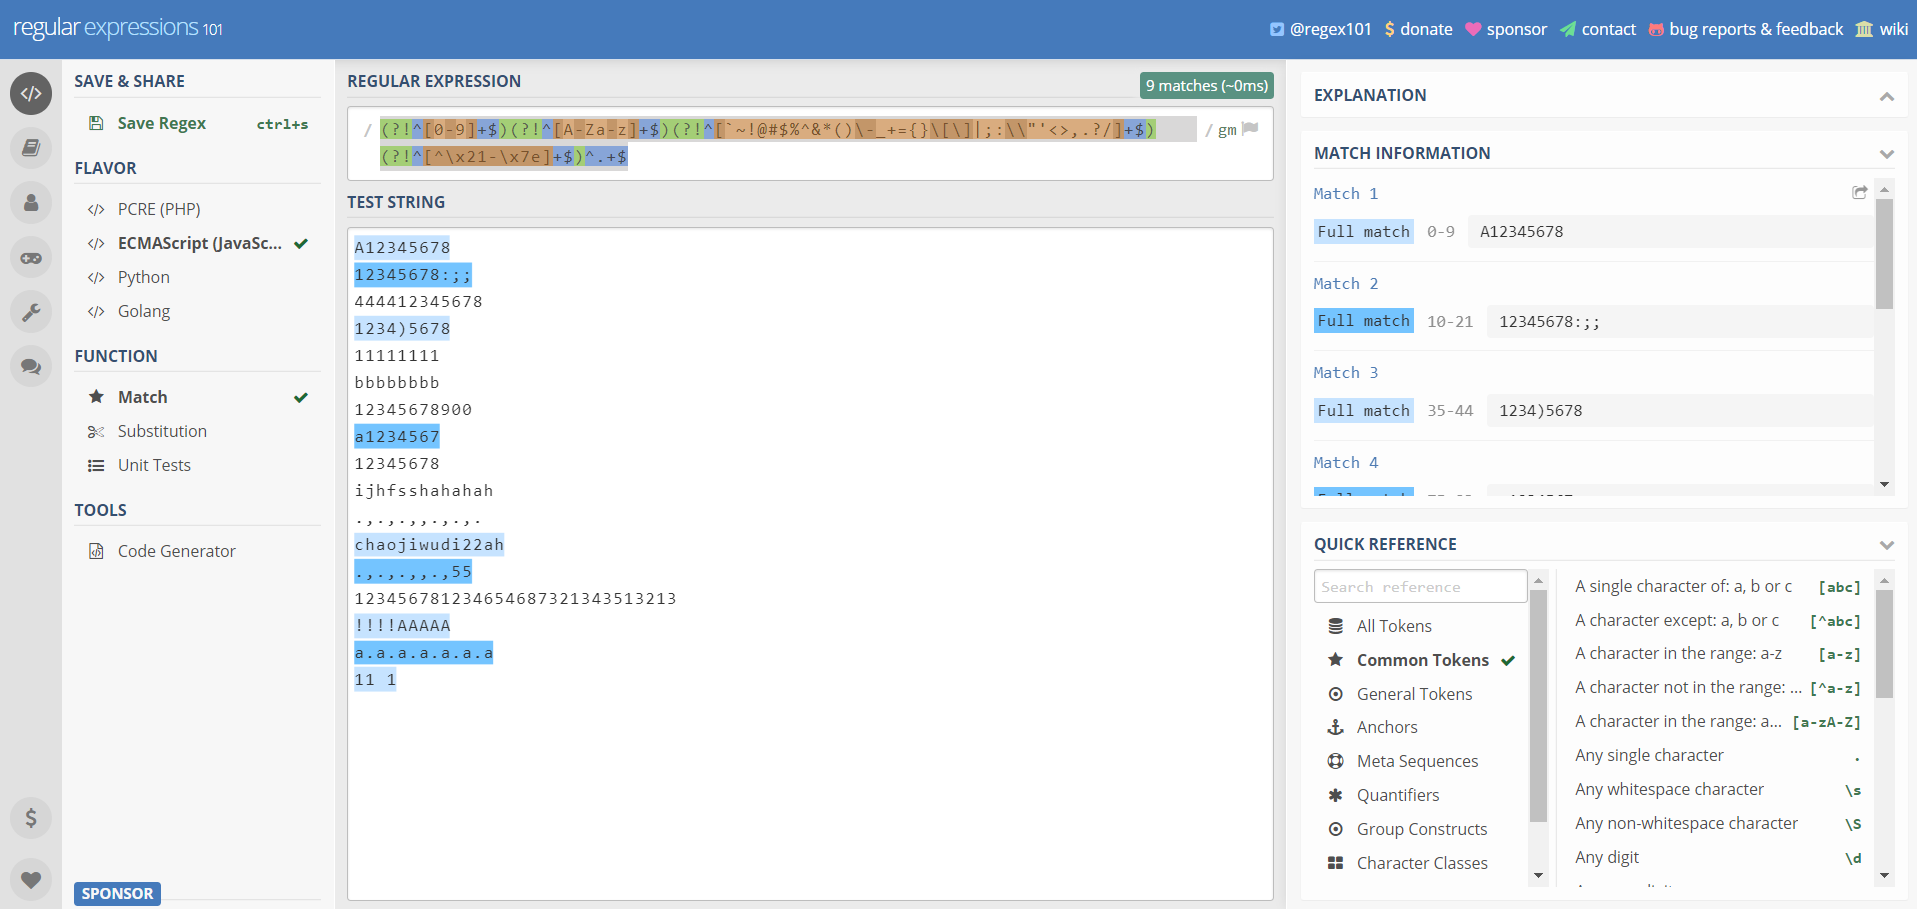 regular expressions 101
@regex101 $ donate sponsor contact bug reports & feedback wiki
SAVE & SHARE
Save Regex ctrl+s
FLAVOR
</> PCRE (PHP)
</> ECMAScript (JavaSc...
</> Python
</> Golang
FUNCTION
Match
Substitution
Unit Tests
TOOLS
Code Generator
SPONSOR
REGULAR EXPRESSION
9 matches (~0ms)
/ (?!^[0-9]+$)(?!^[A-Za-z]+$)(?!^[`~!@#$%^&*()\-_+={}\[\]|;:\\"'<>,.?/]+$) / gm
(?!^[^\x21-\x7e]+$)^.+$
TEST STRING
A12345678
12345678:;;
444412345678
1234)5678
11111111
bbbbbbbb
12345678900
a1234567
12345678
ijhfsshahahah
.,.,.,,.,.,.
chaojiwudi22ah
.,.,.,,.,55
1234567812346546873213435132​13
!!!!AAAAA
a.a.a.a.a.a.a
11 1
EXPLANATION
MATCH INFORMATION
Match 1
Full match 0-9 A12345678
Match 2
Full match 10-21 12345678:;;
Match 3
Full match 35-44 1234)5678
Match 4
QUICK REFERENCE
Search reference
All Tokens
Common Tokens
General Tokens
Anchors
Meta Sequences
Quantifiers
Group Constructs
Character Classes
A single character of: a, b or c [abc]
A character except: a, b or c [^abc]
A character in the range: a-z [a-z]
A character not in the range: ... [^a-z]
A character in the range: a... [a-zA-Z]
Any single character .
Any whitespace character \s
Any non-whitespace character \S
Any digit \d